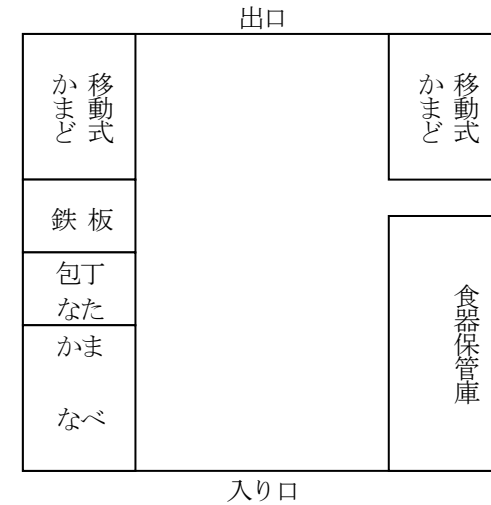 出口
移動式
かまど
移動式
かまど
鉄 板
包丁
なた
かま
なべ
食器保管庫
入り口